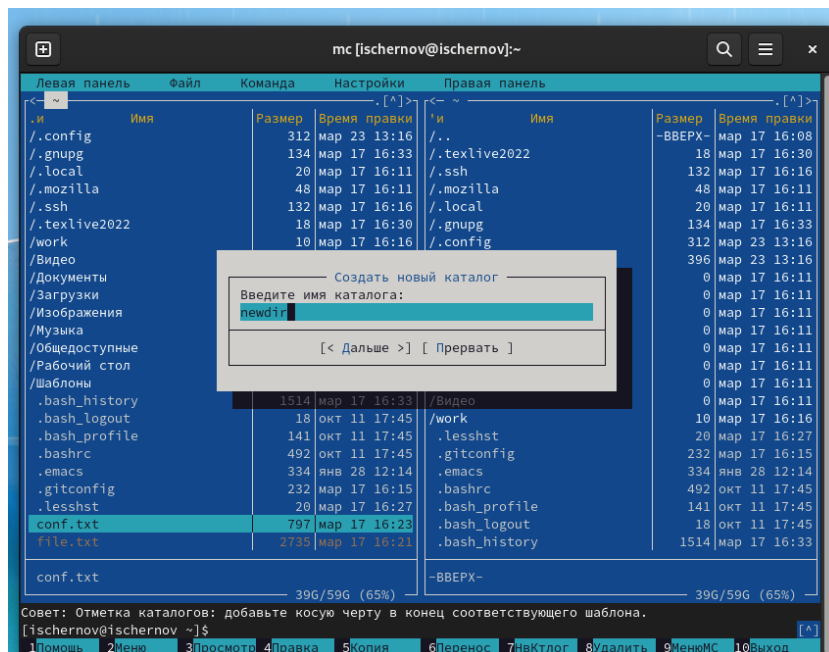 mc [ischernov@ischernov]:~
Левая панель Файл Команда Настройки Правая панель
<— ~ .[^]> <— ~ .[^]>
.и Имя Размер Время правки 'и Имя Размер Время правки
/.config 312 мар 23 13:16 /.. -ВВЕРХ- мар 17 16:08
/.gnupg 134 мар 17 16:33 /.texlive2022 18 мар 17 16:30
/.local 20 мар 17 16:11 /.ssh 132 мар 17 16:16
/.mozilla 48 мар 17 16:11 /.mozilla 48 мар 17 16:11
/.ssh 132 мар 17 16:16 /.local 20 мар 17 16:11
/.texlive2022 18 мар 17 16:30 /.gnupg 134 мар 17 16:33
/work 10 мар 17 16:16 /.config 312 мар 23 13:16
/Видео 396 мар 23 13:16
/Документы Создать новый каталог 0 мар 17 16:11
/Загрузки Введите имя каталога: 0 мар 17 16:11
/Изображения newdir 0 мар 17 16:11
/Музыка 0 мар 17 16:11
/Общедоступные [< Дальше >] [ Прервать ] 0 мар 17 16:11
/Рабочий стол 0 мар 17 16:11
/Шаблоны 0 мар 17 16:11
.bash_history 1514 мар 17 16:33 /Видео 0 мар 17 16:11
.bash_logout 18 окт 11 17:45 /work 10 мар 17 16:16
.bash_profile 141 окт 11 17:45 .lesshst 20 мар 17 16:27
.bashrc 492 окт 11 17:45 .gitconfig 232 мар 17 16:15
.emacs 334 янв 28 12:14 .emacs 334 янв 28 12:14
.gitconfig 232 мар 17 16:15 .bashrc 492 окт 11 17:45
.lesshst 20 мар 17 16:27 .bash_profile 141 окт 11 17:45
conf.txt 797 мар 17 16:23 .bash_logout 18 окт 11 17:45
file.txt 2735 мар 17 16:21 .bash_history 1514 мар 17 16:33
conf.txt -ВВЕРХ-
39G/59G (65%) 39G/59G (65%)
Совет: Отметка каталогов: добавьте косую черту в конец соответствующего шаблона.
[ischernov@ischernov ~]$ [^]
1Помощь 2Меню 3Просмотр 4Правка 5Копия 6Перенос 7НвКтлог 8Удалить 9МенюMC 10Выход